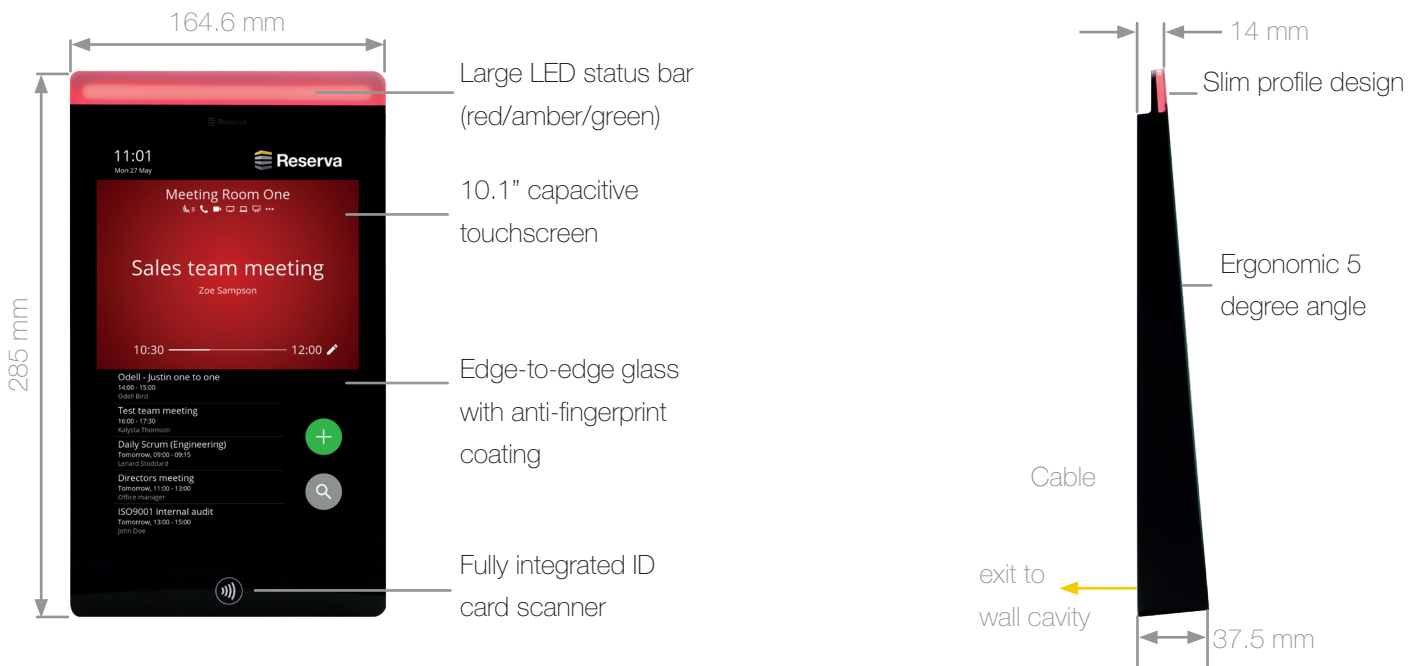 164.6 mm
285 mm
Large LED status bar
(red/amber/green)
10.1” capacitive
touchscreen
Edge-to-edge glass
with anti-fingerprint
coating
Fully integrated ID
card scanner
Reserva
11:01
Mon 27 May
Reserva
Meeting Room One
8
Sales team meeting
Zoe Sampson
10:30
12:00
Odell - Justin one to one
14:00 - 15:00
Odell Bird
Test team meeting
16:00 - 17:30
Kalysta Thomson
Daily Scrum (Engineering)
Tomorrow, 09:00 - 09:15
Lenard Stoddard
Directors meeting
Tomorrow, 11:00 - 13:00
Office manager
ISO9001 internal audit
Tomorrow, 13:00 - 15:00
John Doe
14 mm
Slim profile design
Ergonomic 5
degree angle
Cable
exit to
wall cavity
37.5 mm